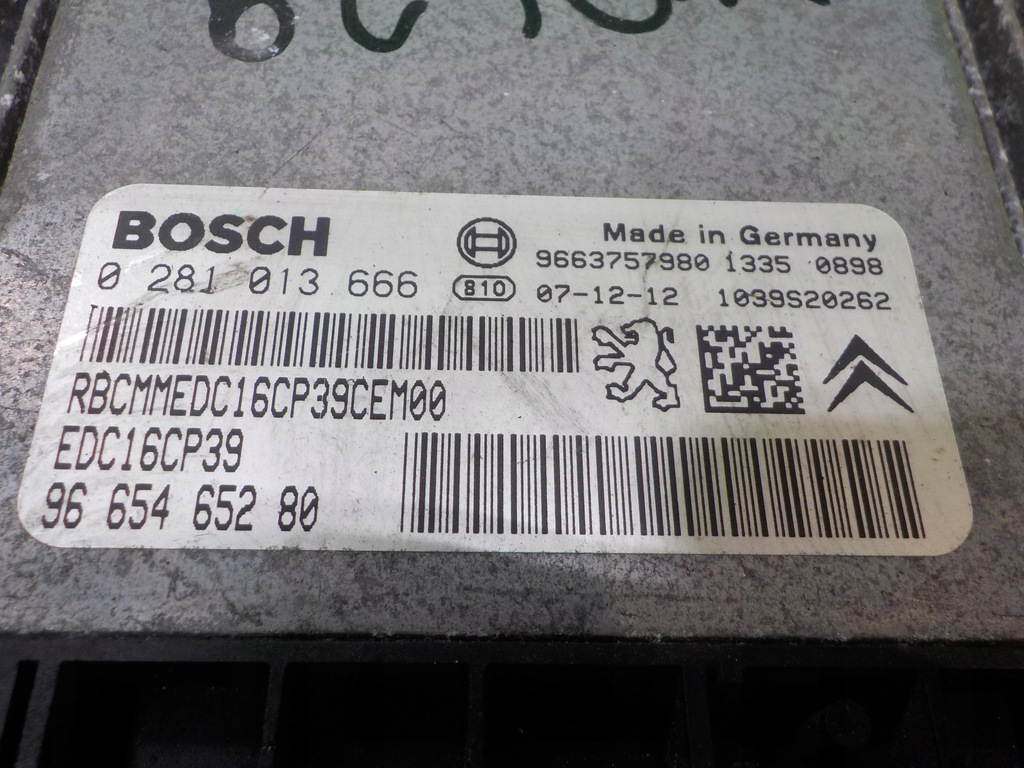 BOSCH
Made in Germany
0 281 013 666
9663757980 1335 0898
810 07-12-12 1039S20262
RBCMMEDC16CP39CEM00
EDC16CP39
96 654 652 80